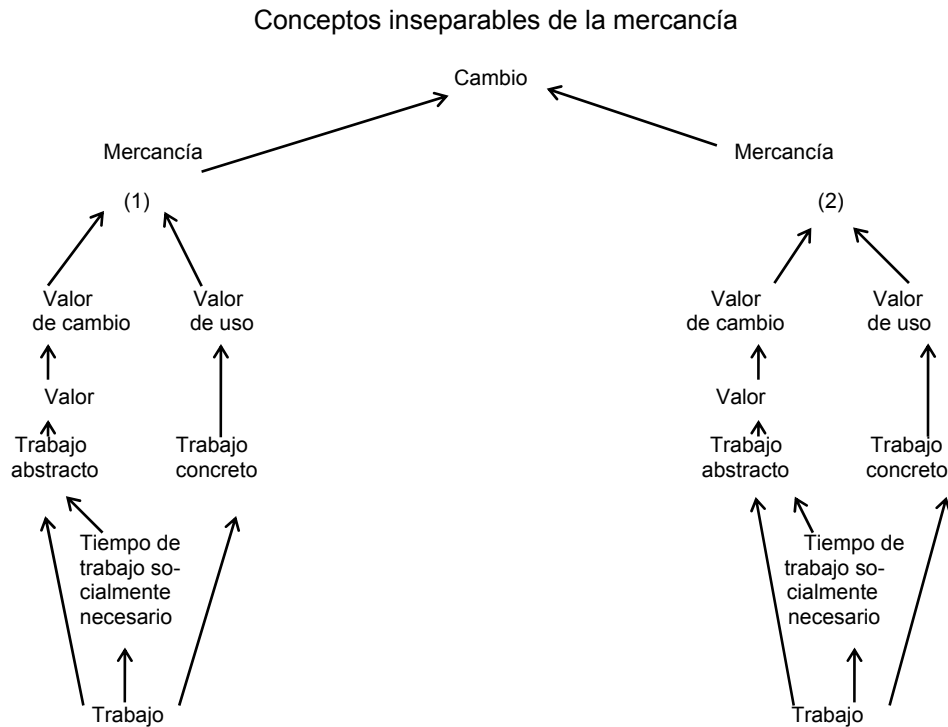 Conceptos inseparables de la mercancía
Cambio
Mercancía
(1)
Valor
de cambio
Valor
de uso
Valor
Trabajo
abstracto
Trabajo
concreto
Tiempo de
trabajo so-
cialmente
necesario
Trabajo
Mercancía
(2)
Valor
de cambio
Valor
de uso
Valor
Trabajo
abstracto
Trabajo
concreto
Tiempo de
trabajo so-
cialmente
necesario
Trabajo